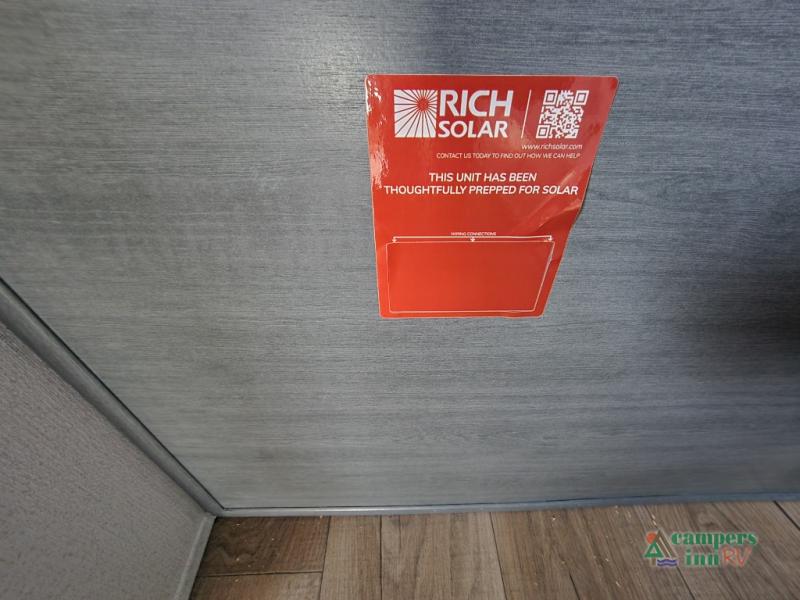 RICH
SOLAR
www.richsolar.com
CONTACT US TODAY TO FIND OUT HOW WE CAN HELP
THIS UNIT HAS BEEN
THOUGHTFULLY PREPPED FOR SOLAR
WIRING CONNECTIONS
campers
inn RV